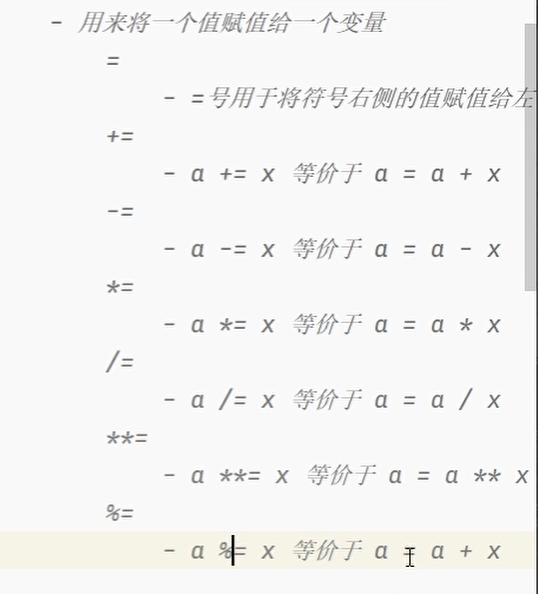 - 用来将一个值赋值给一个变量
=
- =号用于将符号右侧的值赋值给左
+=
- a += x 等价于 a = a + x
-=
- a -= x 等价于 a = a - x
*=
- a *= x 等价于 a = a * x
/=
- a /= x 等价于 a = a / x
**=
- a **= x 等价于 a = a ** x
%=
- a %= x 等价于 a = a + x